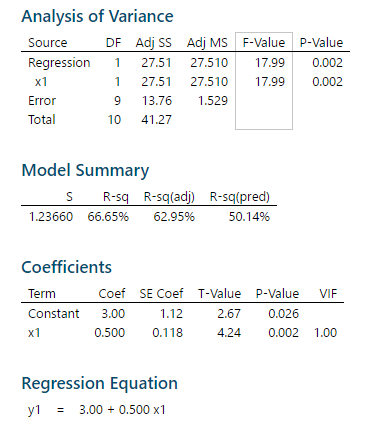 Analysis of Variance
Source DF Adj SS Adj MS F-Value P-Value
Regression 1 27.51 27.510 17.99 0.002
x1 1 27.51 27.510 17.99 0.002
Error 9 13.76 1.529
Total 10 41.27
Model Summary
S R-sq R-sq(adj) R-sq(pred)
1.23660 66.65% 62.95% 50.14%
Coefficients
Term Coef SE Coef T-Value P-Value VIF
Constant 3.00 1.12 2.67 0.026
x1 0.500 0.118 4.24 0.002 1.00
Regression Equation
y1 = 3.00 + 0.500 x1